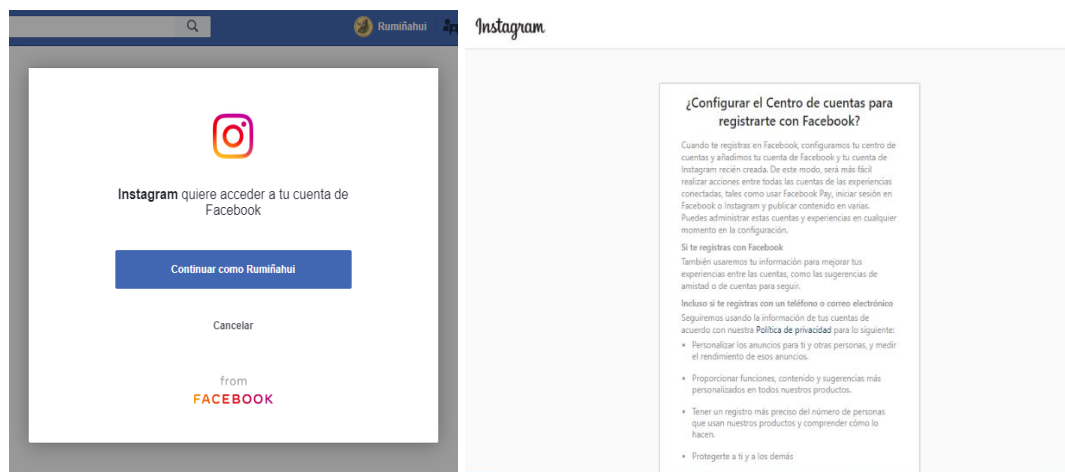 Rumiñahui
Instagram quiere acceder a tu cuenta de
Facebook
Continuar como Rumiñahui
Cancelar
from
FACEBOOK
Instagram
¿Configurar el Centro de cuentas para
registrarte con Facebook?
Cuando te registras en Facebook, configuramos tu centro de
cuentas y añadimos tu cuenta de Facebook y tu cuenta de
Instagram recién creada. De este modo, será más fácil
realizar acciones entre todas las cuentas de las experiencias
conectadas, tales como usar Facebook Pay, iniciar sesión en
Facebook o Instagram y publicar contenido en varias.
Puedes administrar estas cuentas y experiencias en cualquier
momento en la configuración.
Si te registras con Facebook
También usaremos tu información para mejorar tus
experiencias entre las cuentas, como las sugerencias de
amistad o de cuentas para seguir.
Incluso si te registras con un teléfono o correo electrónico
Seguiremos usando la información de tus cuentas de
acuerdo con nuestra Política de privacidad para lo siguiente:
• Personalizar los anuncios para ti y otras personas, y medir
el rendimiento de esos anuncios.
• Proporcionar funciones, contenido y sugerencias más
personalizados en todos nuestros productos.
• Tener un registro más preciso del número de personas
que usan nuestros productos y comprender cómo lo
hacen.
• Protegerte a ti y a los demás